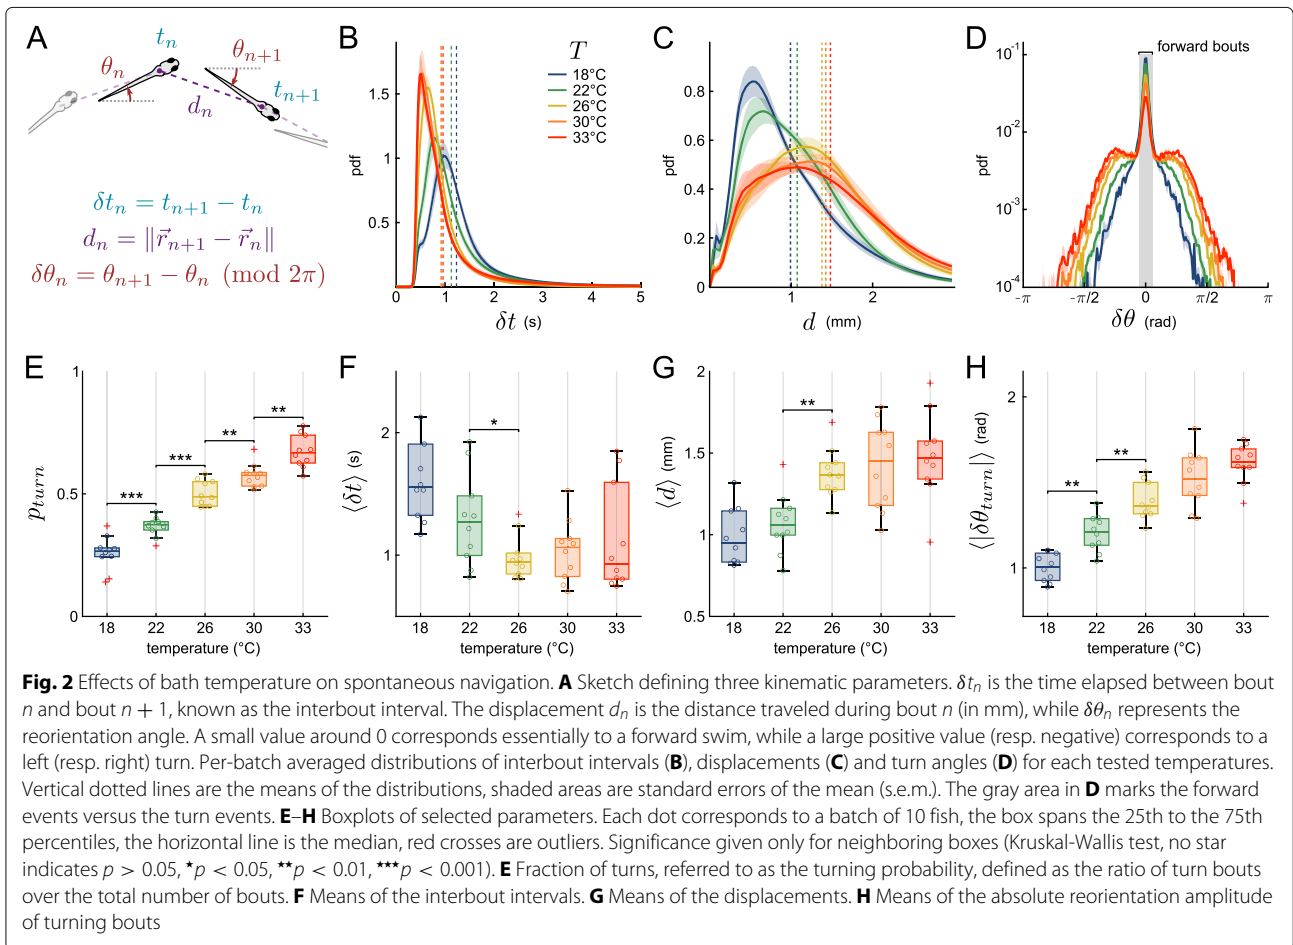 A
t_n
θ_n
θ_{n+1}
t_{n+1}
d_n
δt_n = t_{n+1} − t_n
d_n = ‖r⃗_{n+1} − r⃗_n‖
δθ_n = θ_{n+1} − θ_n (mod 2π)
B
T
18°C
22°C
26°C
30°C
33°C
pdf
1.5
1
0.5
0 1 2 3 4 5
δt (s)
C
pdf
0.8
0.6
0.4
0.2
0
1 2
d (mm)
D
forward bouts
pdf
10^-1
10^-2
10^-3
10^-4
-π -π/2 0 π/2 π
δθ (rad)
E
p_turn
1
0.5
0
*** *** ** **
18 22 26 30 33
temperature (°C)
F
⟨δt⟩ (s)
2
1
*
18 22 26 30 33
temperature (°C)
G
⟨d⟩ (mm)
2
1.5
1
0.5
**
18 22 26 30 33
temperature (°C)
H
⟨|δθ_turn|⟩ (rad)
2
1
** **
18 22 26 30 33
temperature (°C)
Fig. 2 Effects of bath temperature on spontaneous navigation. A Sketch defining three kinematic parameters. δt_n is the time elapsed between bout
n and bout n + 1, known as the interbout interval. The displacement d_n is the distance traveled during bout n (in mm), while δθ_n represents the
reorientation angle. A small value around 0 corresponds essentially to a forward swim, while a large positive value (resp. negative) corresponds to a
left (resp. right) turn. Per-batch averaged distributions of interbout intervals (B), displacements (C) and turn angles (D) for each tested temperatures.
Vertical dotted lines are the means of the distributions, shaded areas are standard errors of the mean (s.e.m.). The gray area in D marks the forward
events versus the turn events. E–H Boxplots of selected parameters. Each dot corresponds to a batch of 10 fish, the box spans the 25th to the 75th
percentiles, the horizontal line is the median, red crosses are outliers. Significance given only for neighboring boxes (Kruskal-Wallis test, no star
indicates p > 0.05, ★p < 0.05, ★★p < 0.01, ★★★p < 0.001). E Fraction of turns, referred to as the turning probability, defined as the ratio of turn bouts
over the total number of bouts. F Means of the interbout intervals. G Means of the displacements. H Means of the absolute reorientation amplitude
of turning bouts